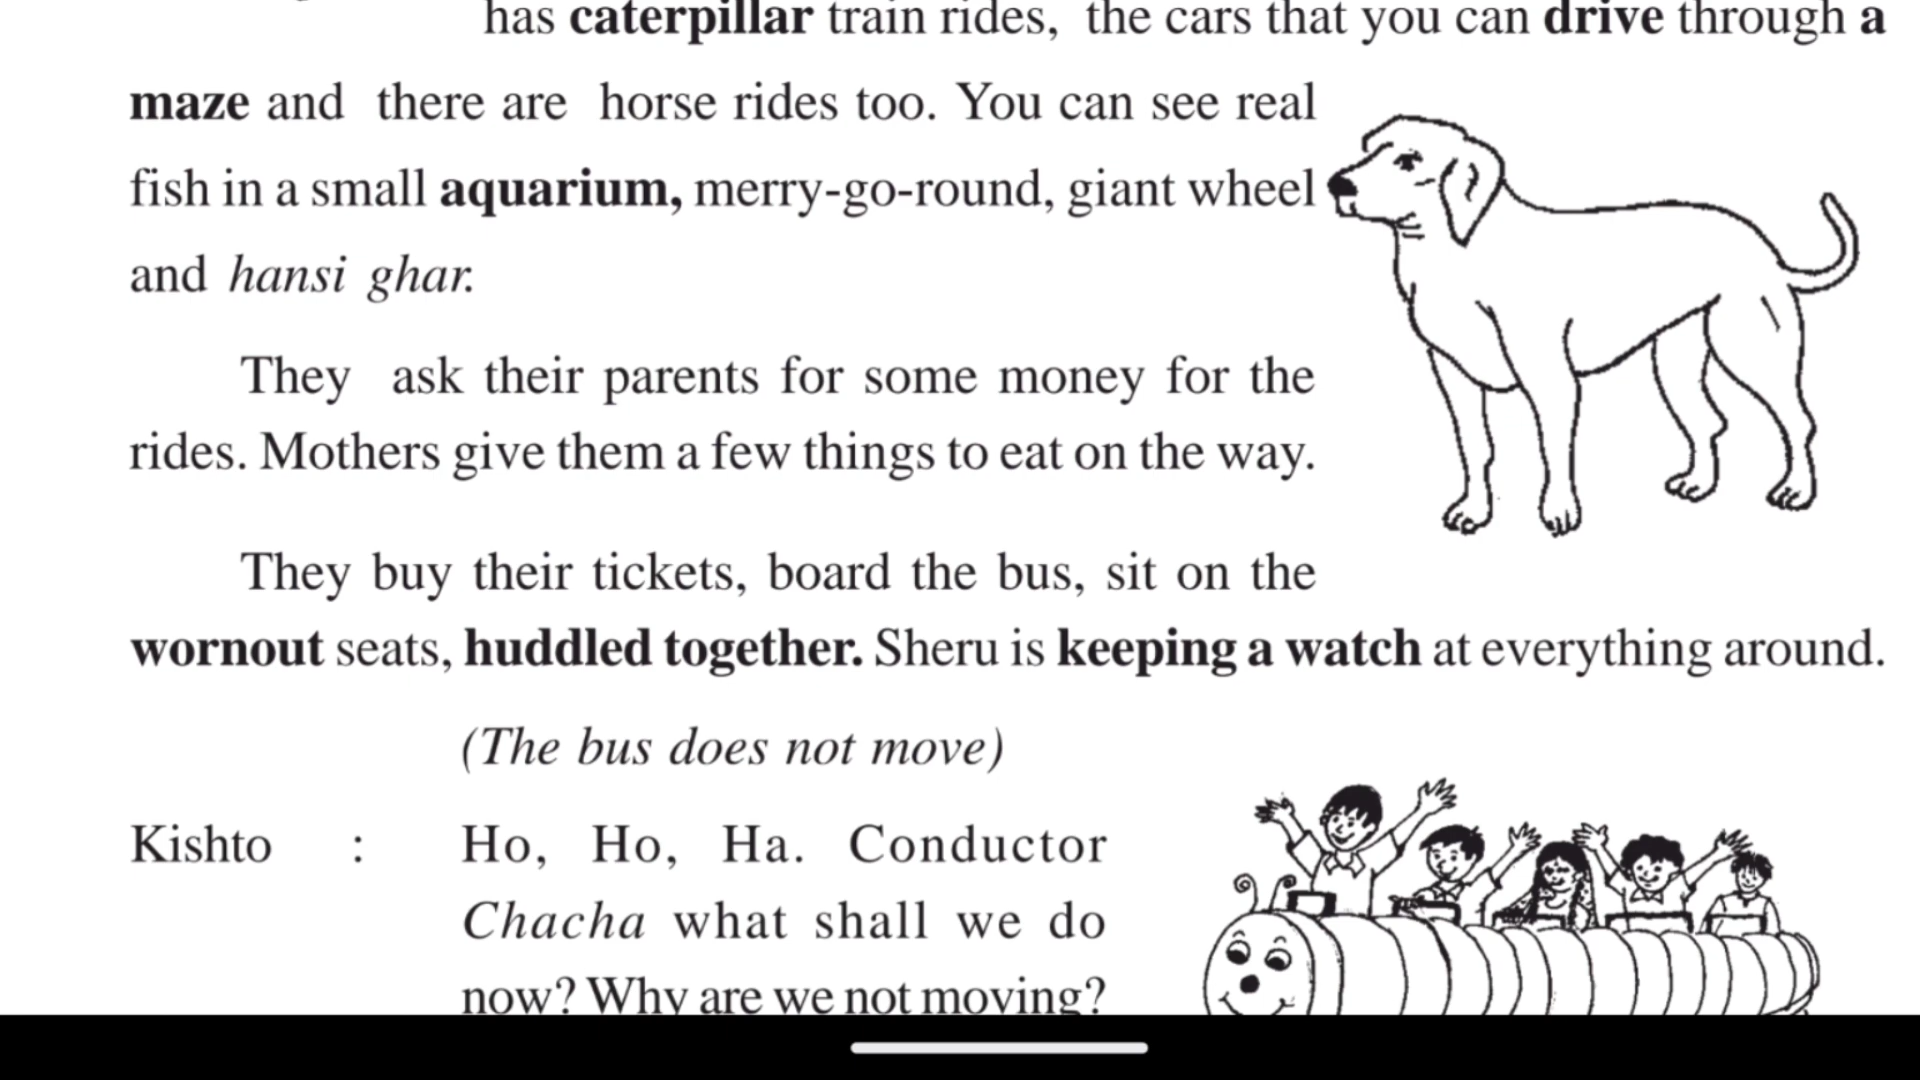 has caterpillar train rides, the cars that you can drive through a
maze and there are horse rides too. You can see real
fish in a small aquarium, merry-go-round, giant wheel
and hansi ghar.
They ask their parents for some money for the
rides. Mothers give them a few things to eat on the way.
They buy their tickets, board the bus, sit on the
wornout seats, huddled together. Sheru is keeping a watch at everything around.
(The bus does not move)
Kishto : Ho, Ho, Ha. Conductor
Chacha what shall we do
now? Why are we not moving?